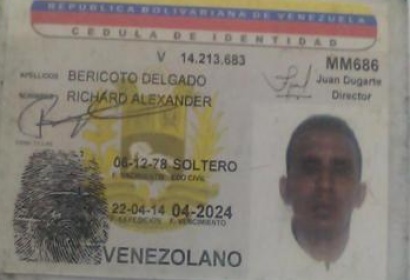 REPUBLICA BOLIVARIANA DE VENEZUELA
CEDULA DE IDENTIDAD
V 14.213.683
MM686
APELLIDOS BERICOTO DELGADO
Juan Dugarte
Director
NOMBRES RICHARD ALEXANDER
06-12-78 SOLTERO
F. NACIMIENTO EDO CIVIL
22-04-14 04-2024
F. EXPEDICION F. VENCIMIENTO
VENEZOLANO